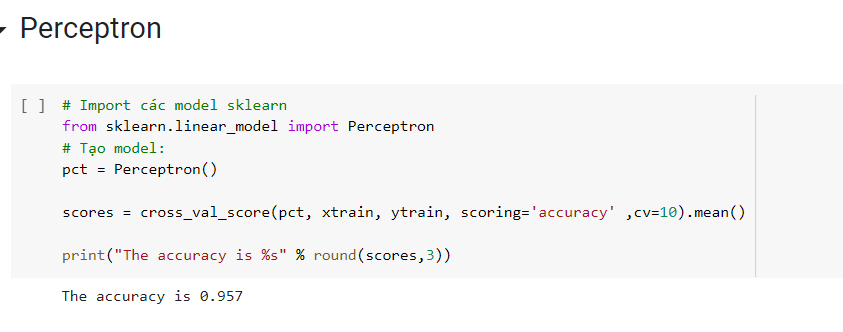 Perceptron
[ ] # Import các model sklearn
from sklearn.linear_model import Perceptron
# Tạo model:
pct = Perceptron()
scores = cross_val_score(pct, xtrain, ytrain, scoring='accuracy' ,cv=10).mean()
print("The accuracy is %s" % round(scores,3))
The accuracy is 0.957